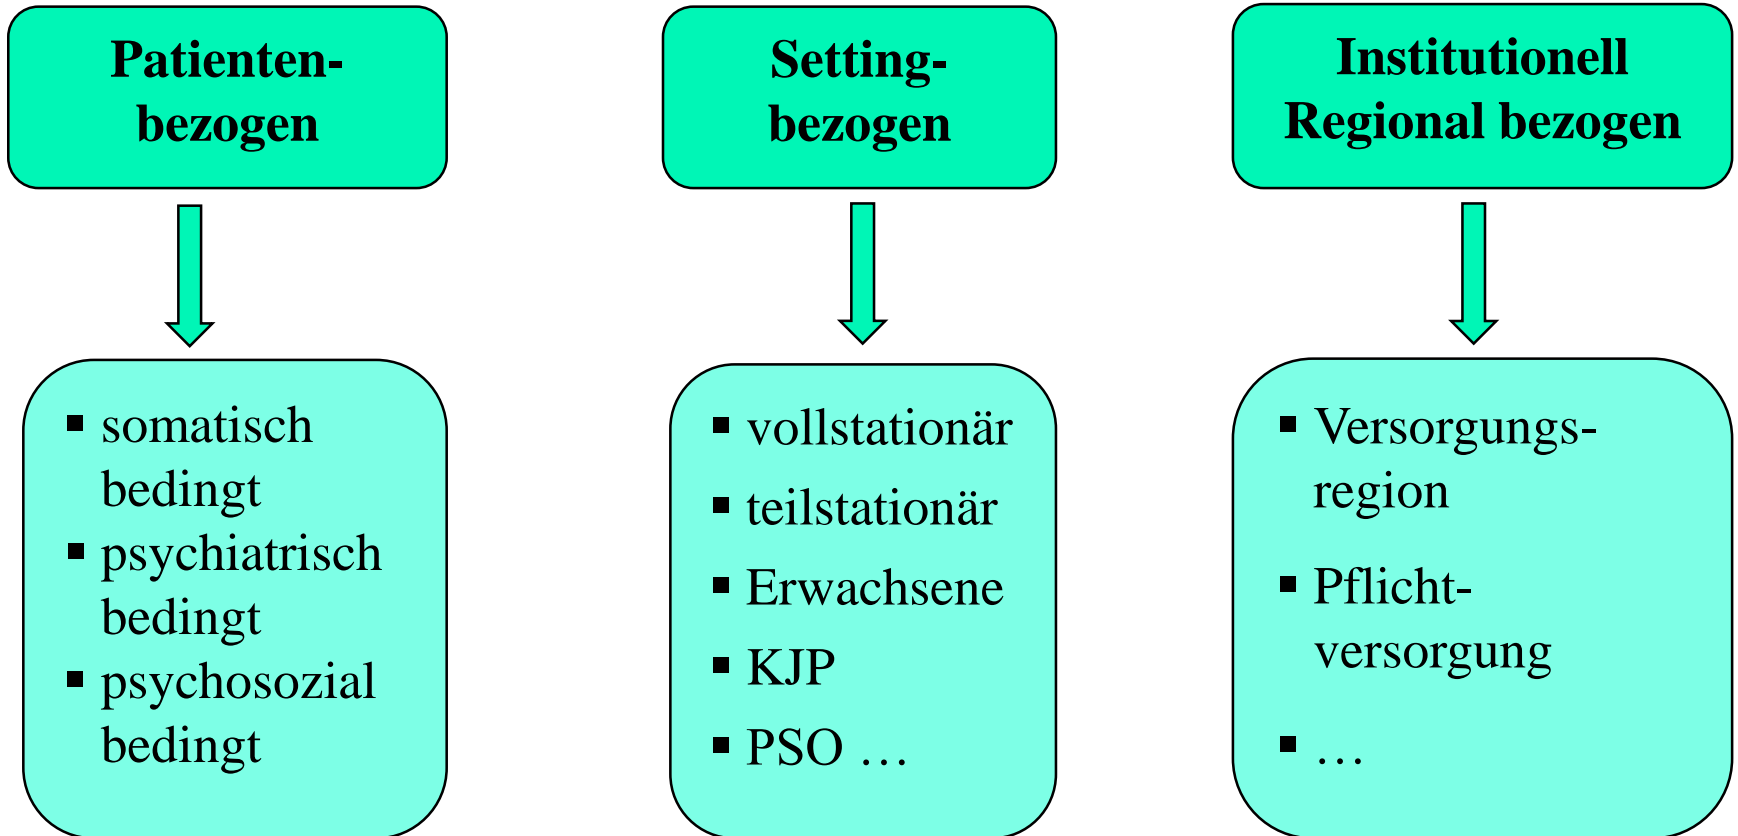 Patienten-
bezogen
somatisch
bedingt
psychiatrisch
bedingt
psychosozial
bedingt
Setting-
bezogen
vollstationär
teilstationär
Erwachsene
KJP
PSO …
Institutionell
Regional bezogen
Versorgungs-
region
Pflicht-
versorgung
…